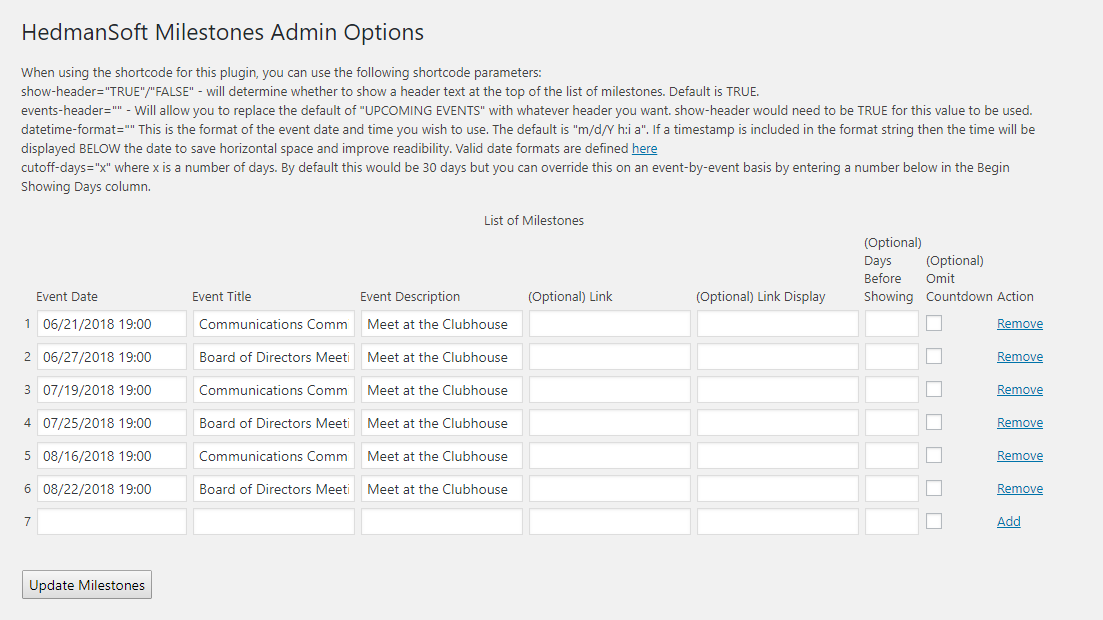 HedmanSoft Milestones Admin Options
When using the shortcode for this plugin, you can use the following shortcode parameters:
show-header="TRUE"/"FALSE" - will determine whether to show a header text at the top of the list of milestones. Default is TRUE.
events-header="" - Will allow you to replace the default of "UPCOMING EVENTS" with whatever header you want. show-header would need to be TRUE for this value to be used.
datetime-format="" This is the format of the event date and time you wish to use. The default is "m/d/Y h:i a". If a timestamp is included in the format string then the time will be
displayed BELOW the date to save horizontal space and improve readibility. Valid date formats are defined here
cutoff-days="x" where x is a number of days. By default this would be 30 days but you can override this on an event-by-event basis by entering a number below in the Begin
Showing Days column.
List of Milestones
Event Date Event Title Event Description (Optional) Link (Optional) Link Display (Optional) Days Before Showing (Optional) Omit Countdown Action
1 06/21/2018 19:00 Communications Comm Meet at the Clubhouse Remove
2 06/27/2018 19:00 Board of Directors Meeti Meet at the Clubhouse Remove
3 07/19/2018 19:00 Communications Comm Meet at the Clubhouse Remove
4 07/25/2018 19:00 Board of Directors Meeti Meet at the Clubhouse Remove
5 08/16/2018 19:00 Communications Comm Meet at the Clubhouse Remove
6 08/22/2018 19:00 Board of Directors Meeti Meet at the Clubhouse Remove
7 Add
Update Milestones